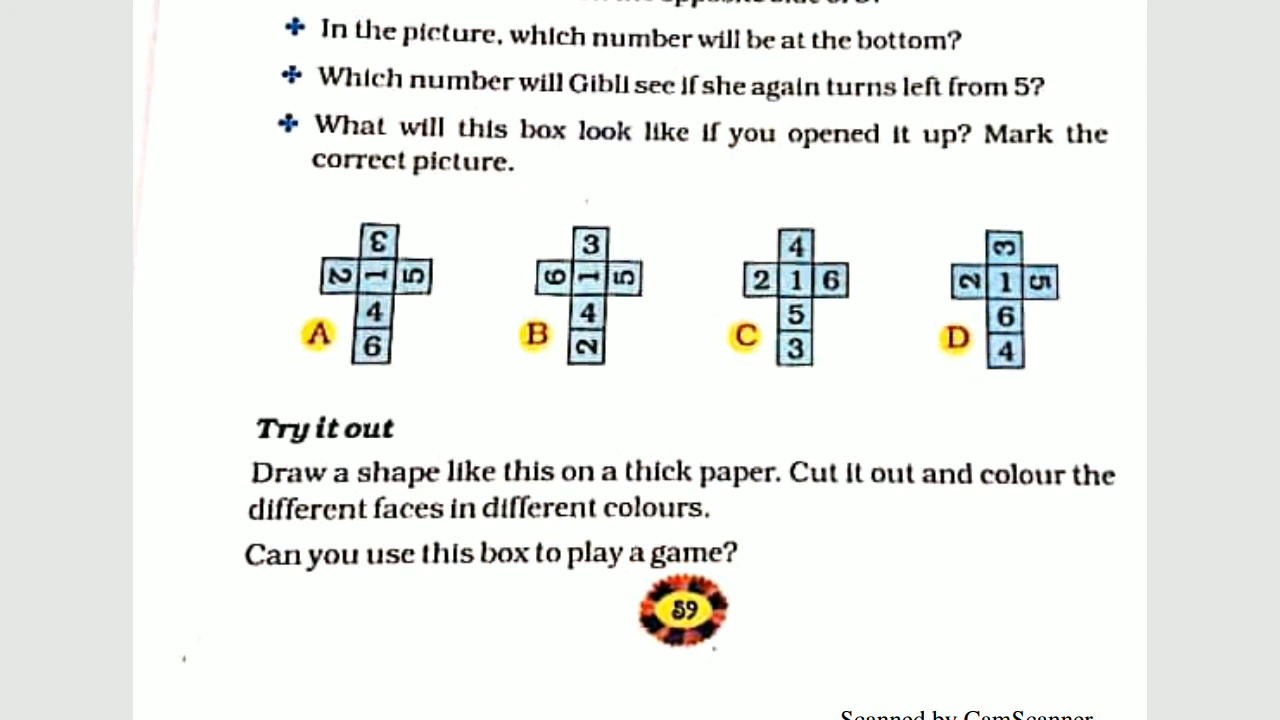 In the picture, which number will be at the bottom?
Which number will Gibli see if she again turns left from 5?
What will this box look like if you opened it up? Mark the
correct picture.
3
2 1 5
4
A
6
3
6 1 5
4
B
2
4
2 1 6
5
C
3
3
2 1 5
6
D
4
Try it out
Draw a shape like this on a thick paper. Cut it out and colour the
different faces in different colours.
Can you use this box to play a game?
59
Scanned by CamScanner